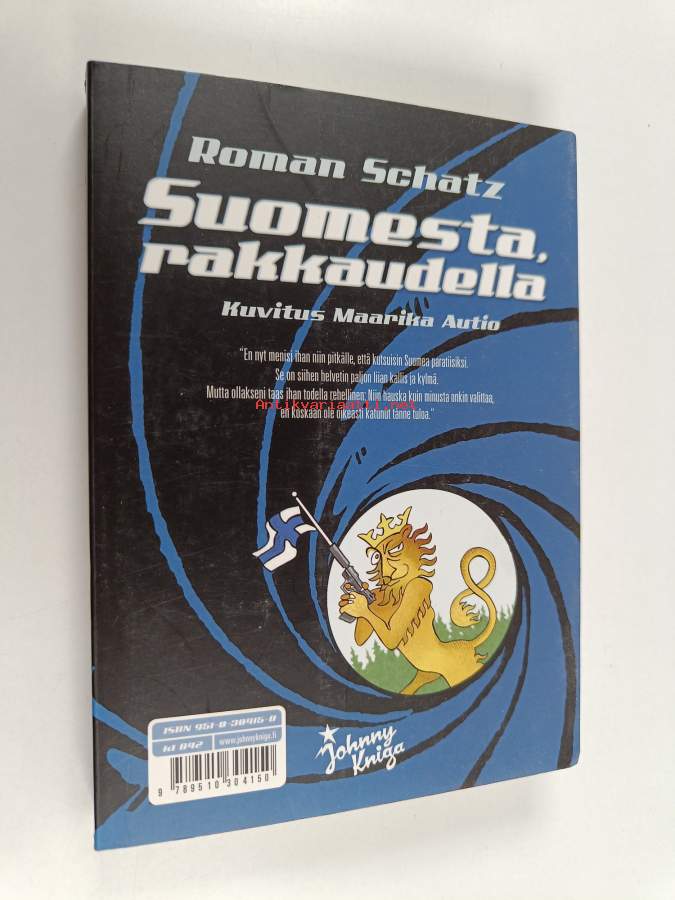 Roman Schatz
Suomesta,
rakkaudella
Kuvitus Maarika Autio
"En nyt menisi ihan niin pitkälle, että kutsuisin Suomea paratiisiksi.
Se on siihen helvetin paljon liian kallis ja kylmä.
Mutta ollakseni taas ihan todella rehellinen: Niin hauska kuin minusta onkin valittaa,
Antikvariaatti.net
en koskaan ole oikeasti katunut tänne tuloa."
ISBN 951-0-30415-0
kl 842
www.johnnykniga.fi
9 789510 304150
Johnny
Kniga